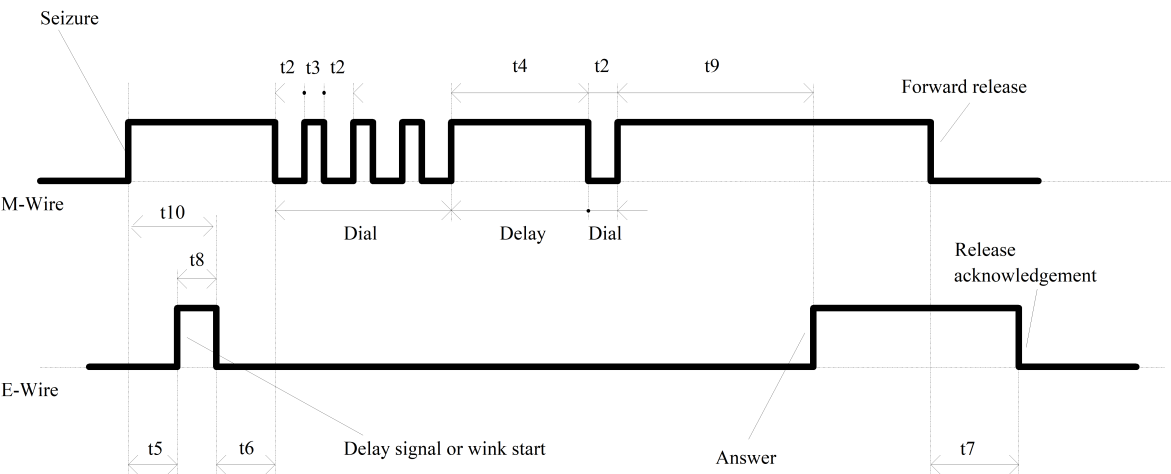 Seizure
t2 t3 t2
t4
t2
t9
Forward release
M-Wire
t10
Dial
Delay
Dial
t8
Release
acknowledgement
E-Wire
t5
t6
Delay signal or wink start
Answer
t7